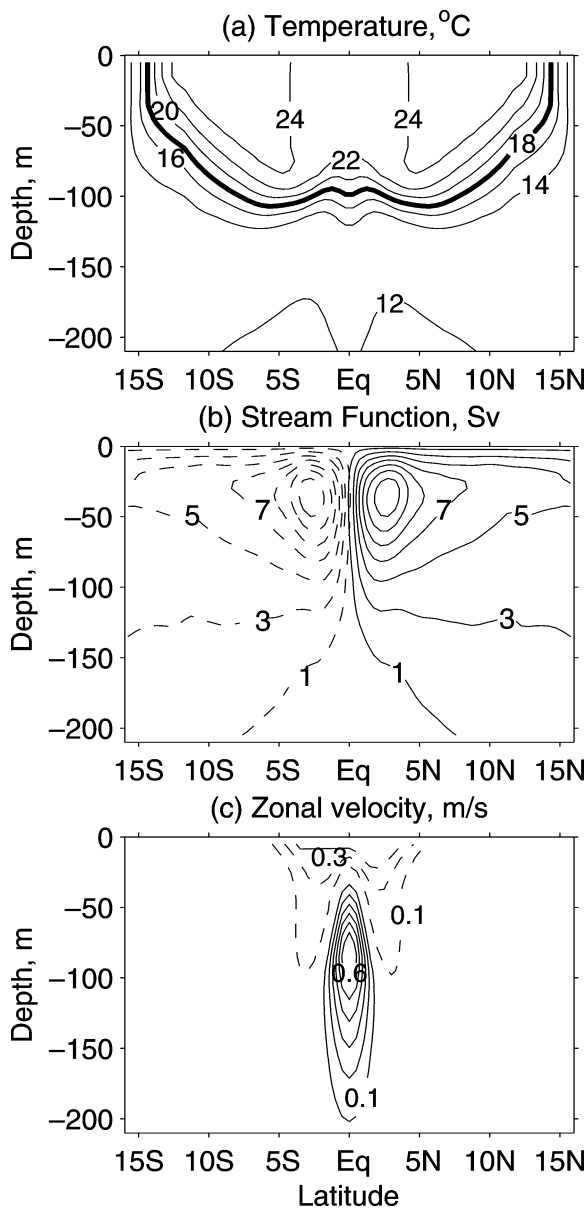 (a) Temperature, °C
0
24 24
20
−50
18
16 22
14
−100
−150
12
−200
Depth, m
15S 10S 5S Eq 5N 10N 15N
(b) Stream Function, Sv
0
7 7
5 5
−50
−100
3 3
−150
1 1
−200
Depth, m
15S 10S 5S Eq 5N 10N 15N
(c) Zonal velocity, m/s
0
0.3
−50
0.1
−100
0.6
−150
0.1
−200
Depth, m
15S 10S 5S Eq 5N 10N 15N
Latitude